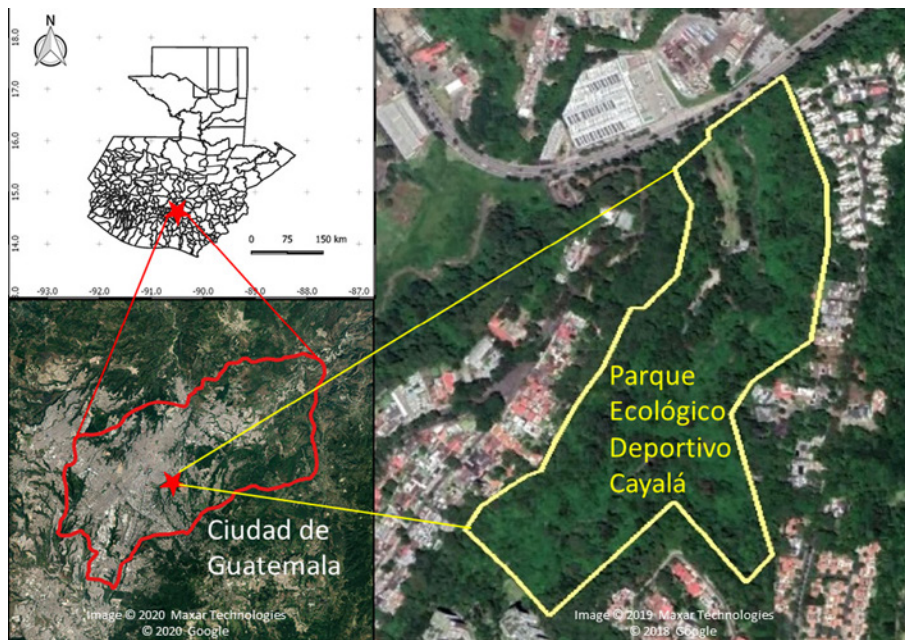 N
18.0
17.0
16.0
15.0
14.0
0 75 150 km
-93.0 -92.0 -91.0 -90.0 -89.0 -88.0 -87.0
Ciudad de
Guatemala
Image © 2020 Maxar Technologies
© 2020 Google
Parque
Ecológico
Deportivo
Cayalá
Image © 2019 Maxar Technologies
© 2018 Google